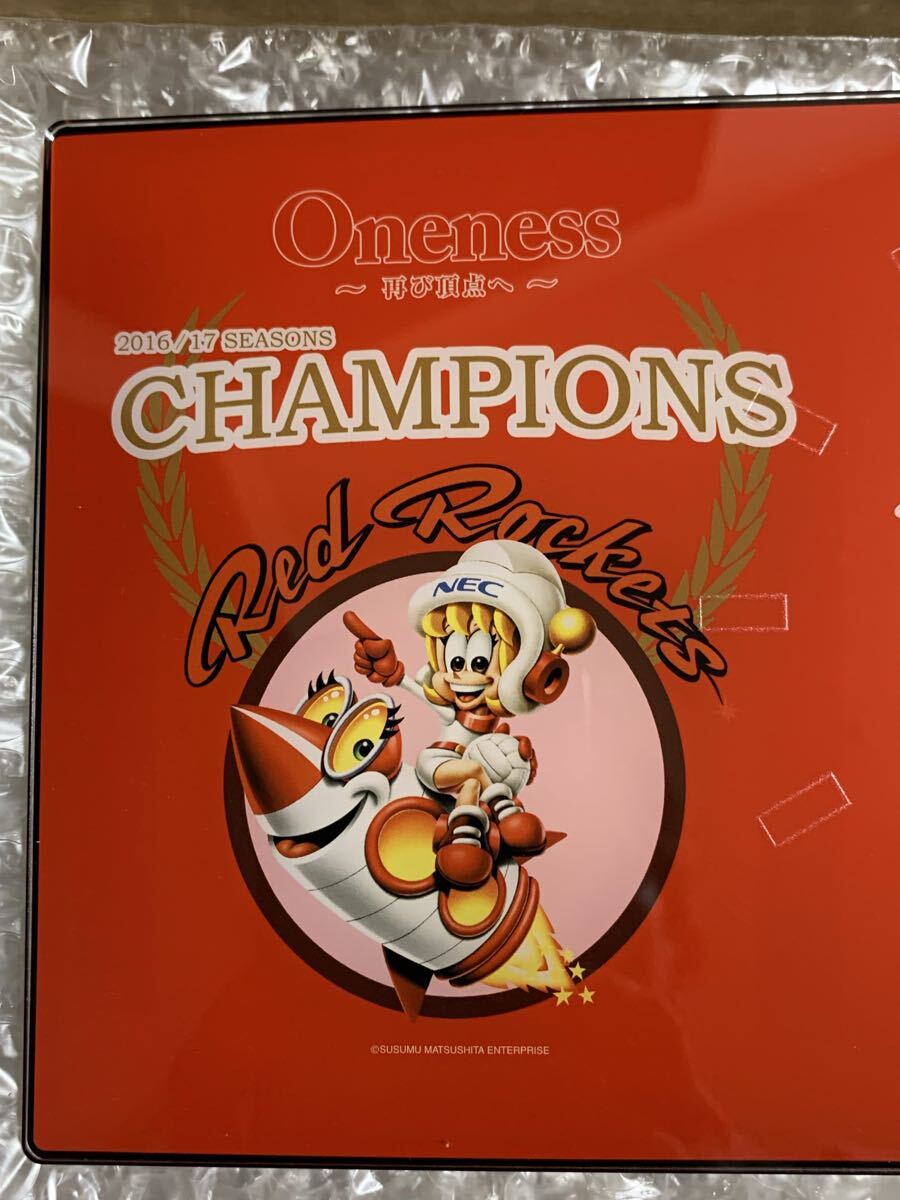 Oneness
～ 再び頂点へ ～
2016/17 SEASONS
CHAMPIONS
Red Rockets
NEC
©SUSUMU MATSUSHITA ENTERPRISE